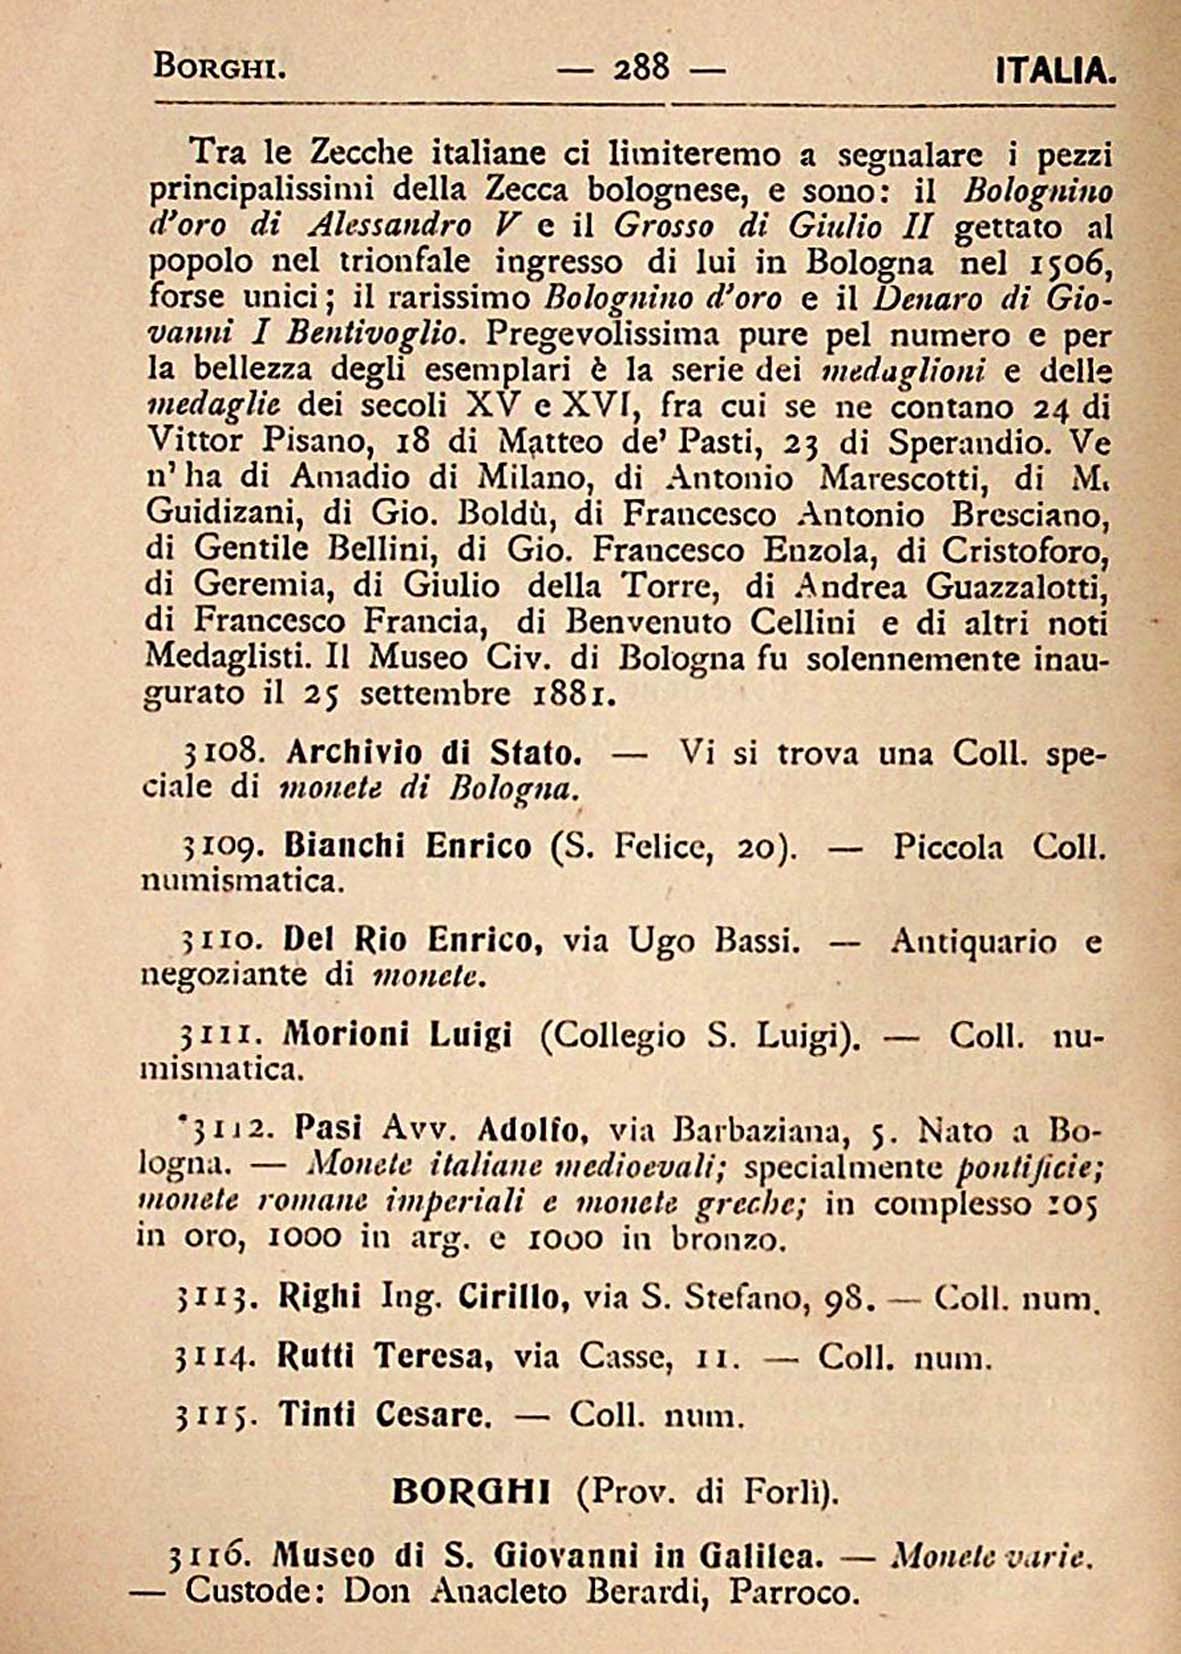 BORGHI. — 288 — ITALIA.
Tra le Zecche italiane ci limiteremo a segnalare i pezzi
principalissimi della Zecca bolognese, e sono: il Bolognino
d'oro di Alessandro V e il Grosso di Giulio II gettato al
popolo nel trionfale ingresso di lui in Bologna nel 1506,
forse unici; il rarissimo Bolognino d'oro e il Denaro di Gio-
vanni I Bentivoglio. Pregevolissima pure pel numero e per
la bellezza degli esemplari è la serie dei medaglioni e delle
medaglie dei secoli XV e XVI, fra cui se ne contano 24 di
Vittor Pisano, 18 di Matteo de' Pasti, 23 di Sperandio. Ve
n'ha di Amadio di Milano, di Antonio Marescotti, di M.
Guidizani, di Gio. Boldù, di Francesco Antonio Bresciano,
di Gentile Bellini, di Gio. Francesco Enzola, di Cristoforo,
di Geremia, di Giulio della Torre, di Andrea Guazzalotti,
di Francesco Francia, di Benvenuto Cellini e di altri noti
Medaglisti. Il Museo Civ. di Bologna fu solennemente inau-
gurato il 25 settembre 1881.
3108. Archivio di Stato. — Vi si trova una Coll. spe-
ciale di monete di Bologna.
3109. Bianchi Enrico (S. Felice, 20). — Piccola Coll.
numismatica.
3110. Del Rio Enrico, via Ugo Bassi. — Antiquario e
negoziante di monete.
3111. Morioni Luigi (Collegio S. Luigi). — Coll. nu-
mismatica.
*3112. Pasi Avv. Adolfo, via Barbaziana, 5. Nato a Bo-
logna. — Monete italiane medioevali; specialmente pontificie;
monete romane imperiali e monete greche; in complesso
in oro, 1000 in arg. e 1000 in bronzo.
3113. Righi Ing. Cirillo, via S. Stefano, 98. — Coll. num.
3114. Rutti Teresa, via Casse, 11. — Coll. num.
3115. Tinti Cesare. — Coll. num.
BORGHI (Prov. di Forlì).
3116. Museo di S. Giovanni in Galilea. — Monete varie.
— Custode: Don Anacleto Berardi, Parroco.